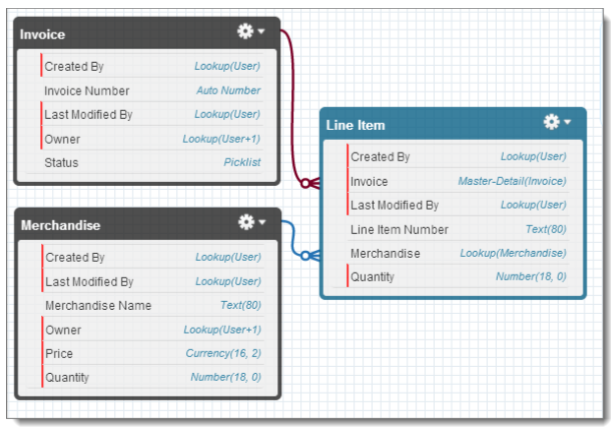 Invoice
Created By Lookup(User)
Invoice Number Auto Number
Last Modified By Lookup(User)
Owner Lookup(User+1)
Status Picklist
Merchandise
Created By Lookup(User)
Last Modified By Lookup(User)
Merchandise Name Text(80)
Owner Lookup(User+1)
Price Currency(16, 2)
Quantity Number(18, 0)
Line Item
Created By Lookup(User)
Invoice Master-Detail(Invoice)
Last Modified By Lookup(User)
Line Item Number Text(80)
Merchandise Lookup(Merchandise)
Quantity Number(18, 0)